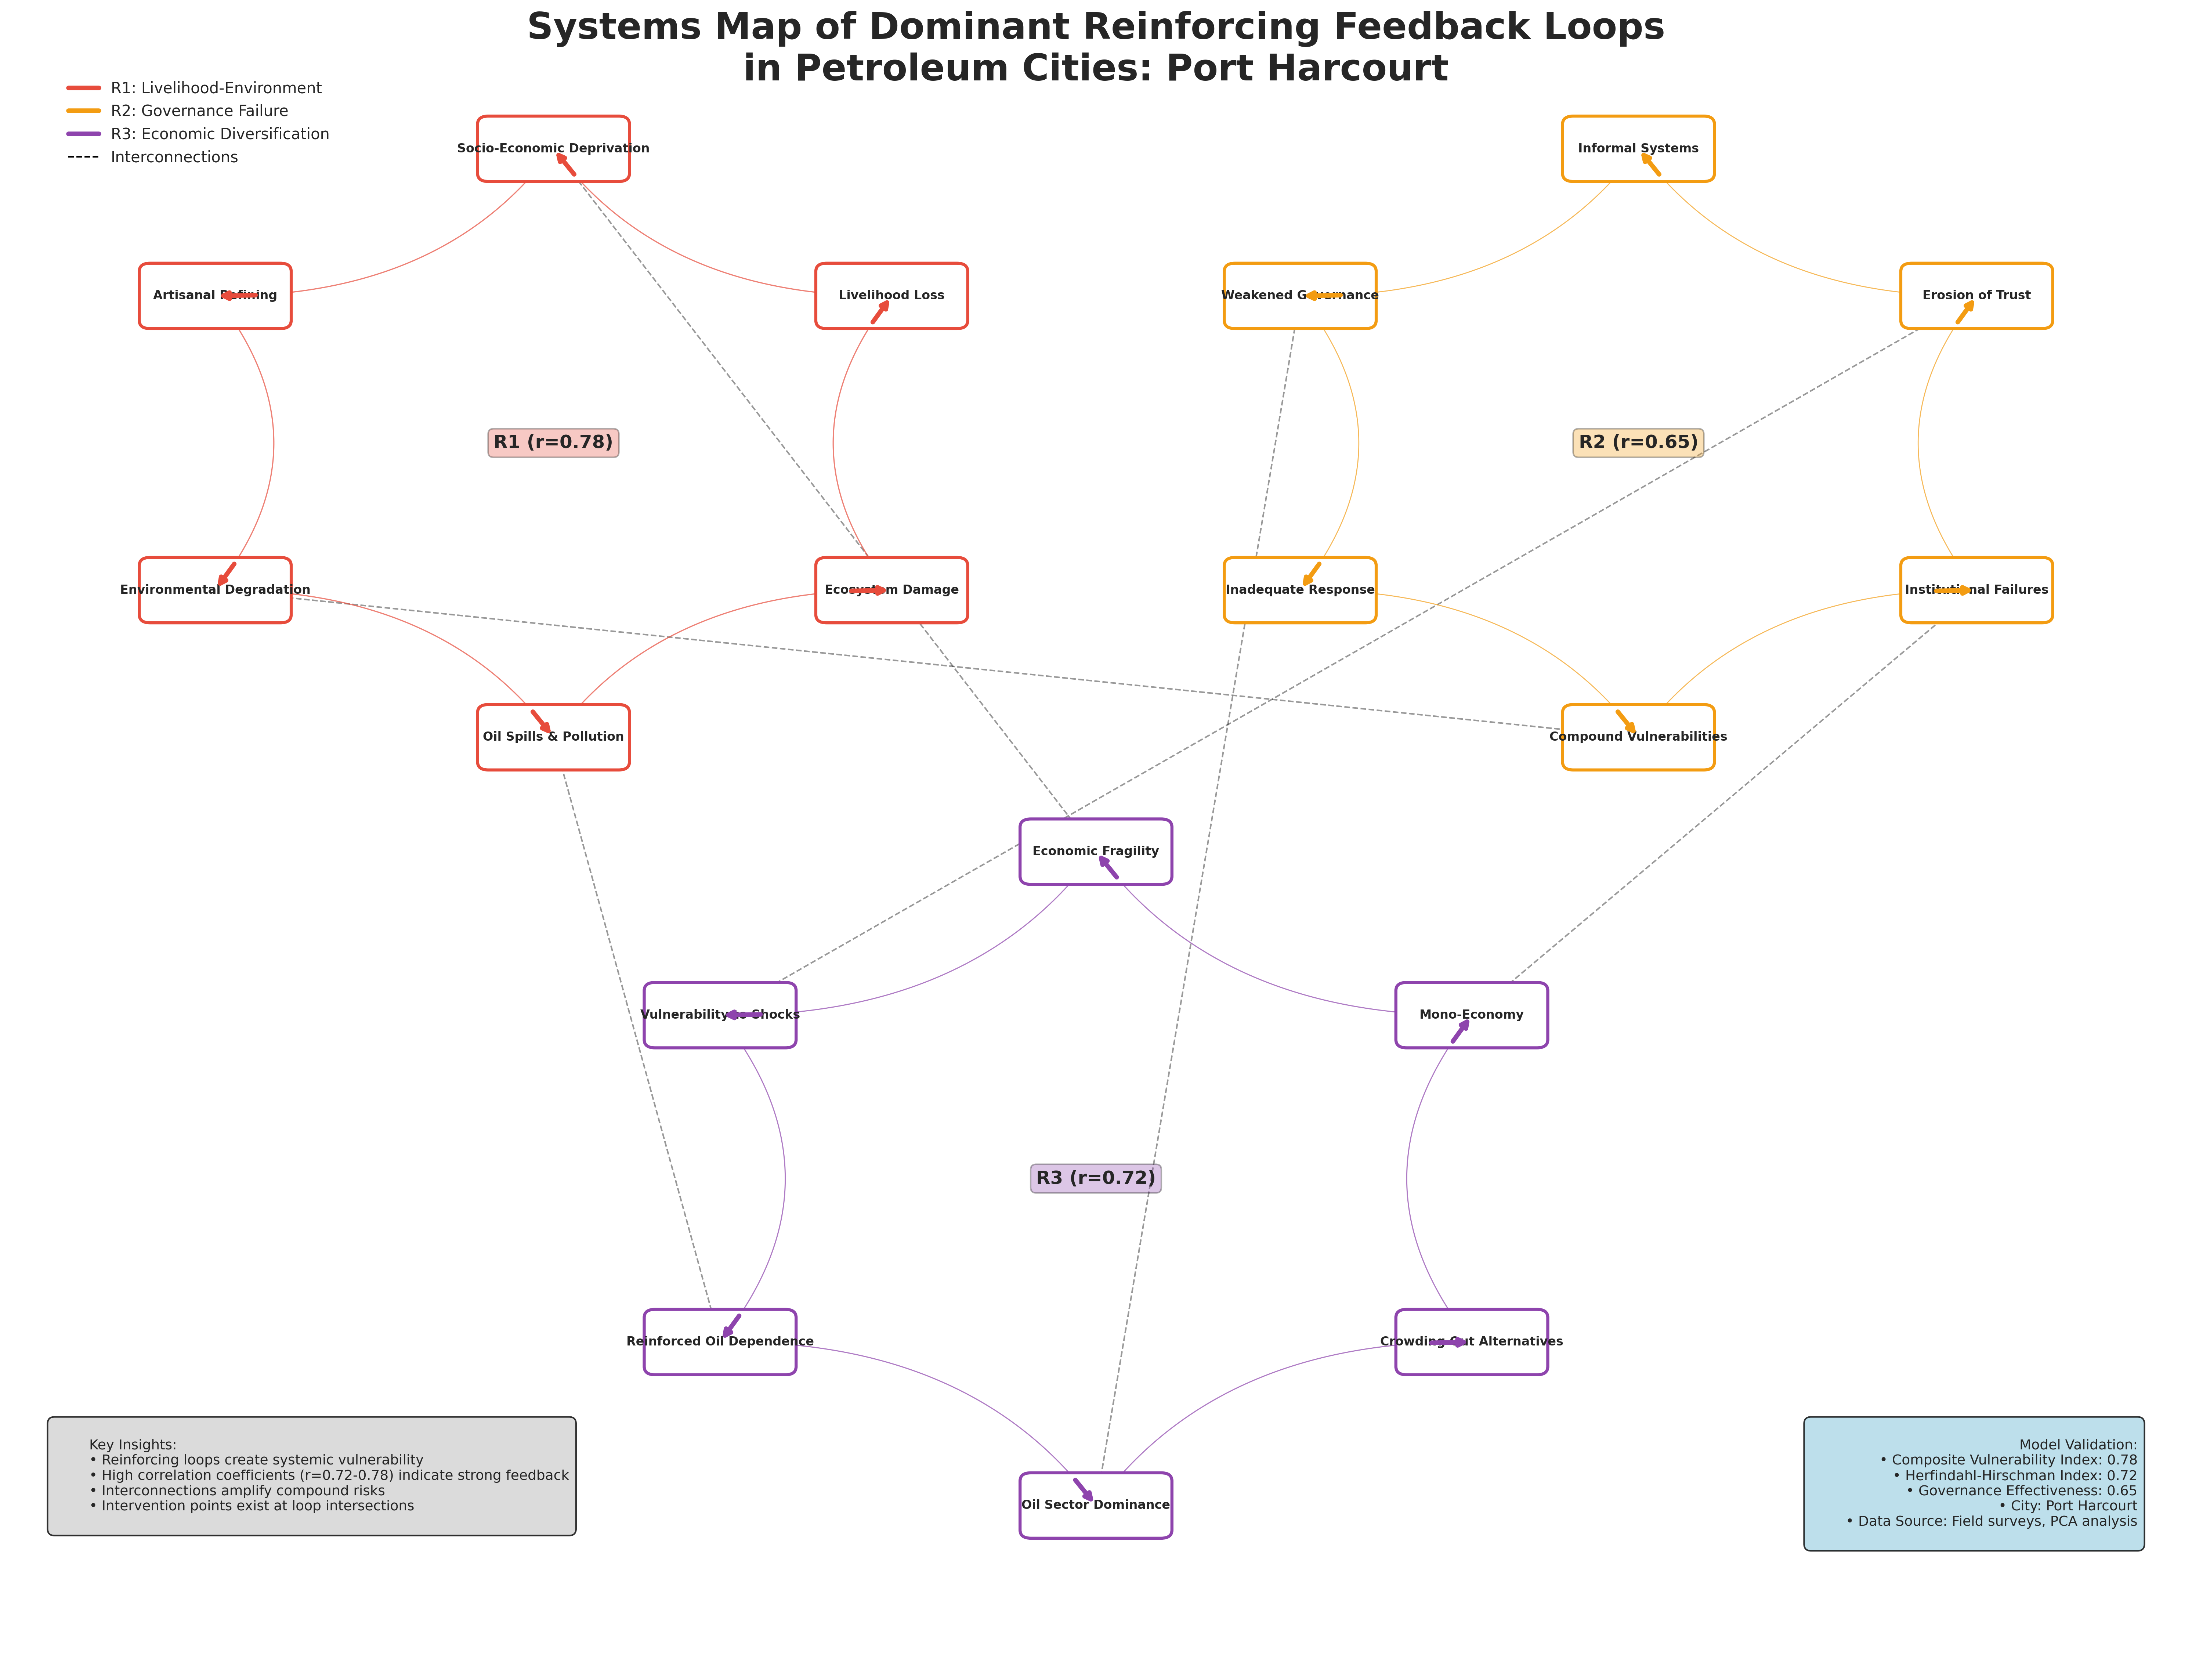 Systems Map of Dominant Reinforcing Feedback Loops
in Petroleum Cities: Port Harcourt
R1: Livelihood-Environment
R2: Governance Failure
R3: Economic Diversification
Interconnections
Socio-Economic Deprivation
Informal Systems
Artisanal Refining
Livelihood Loss
Weakened Governance
Erosion of Trust
R1 (r=0.78)
R2 (r=0.65)
Environmental Degradation
Ecosystem Damage
Inadequate Response
Institutional Failures
Oil Spills & Pollution
Compound Vulnerabilities
Economic Fragility
Vulnerability to Shocks
Mono-Economy
R3 (r=0.72)
Reinforced Oil Dependence
Crowding Out Alternatives
Oil Sector Dominance
Key Insights:
• Reinforcing loops create systemic vulnerability
• High correlation coefficients (r=0.72-0.78) indicate strong feedback
• Interconnections amplify compound risks
• Intervention points exist at loop intersections
Model Validation:
• Composite Vulnerability Index: 0.78
• Herfindahl-Hirschman Index: 0.72
• Governance Effectiveness: 0.65
• City: Port Harcourt
• Data Source: Field surveys, PCA analysis